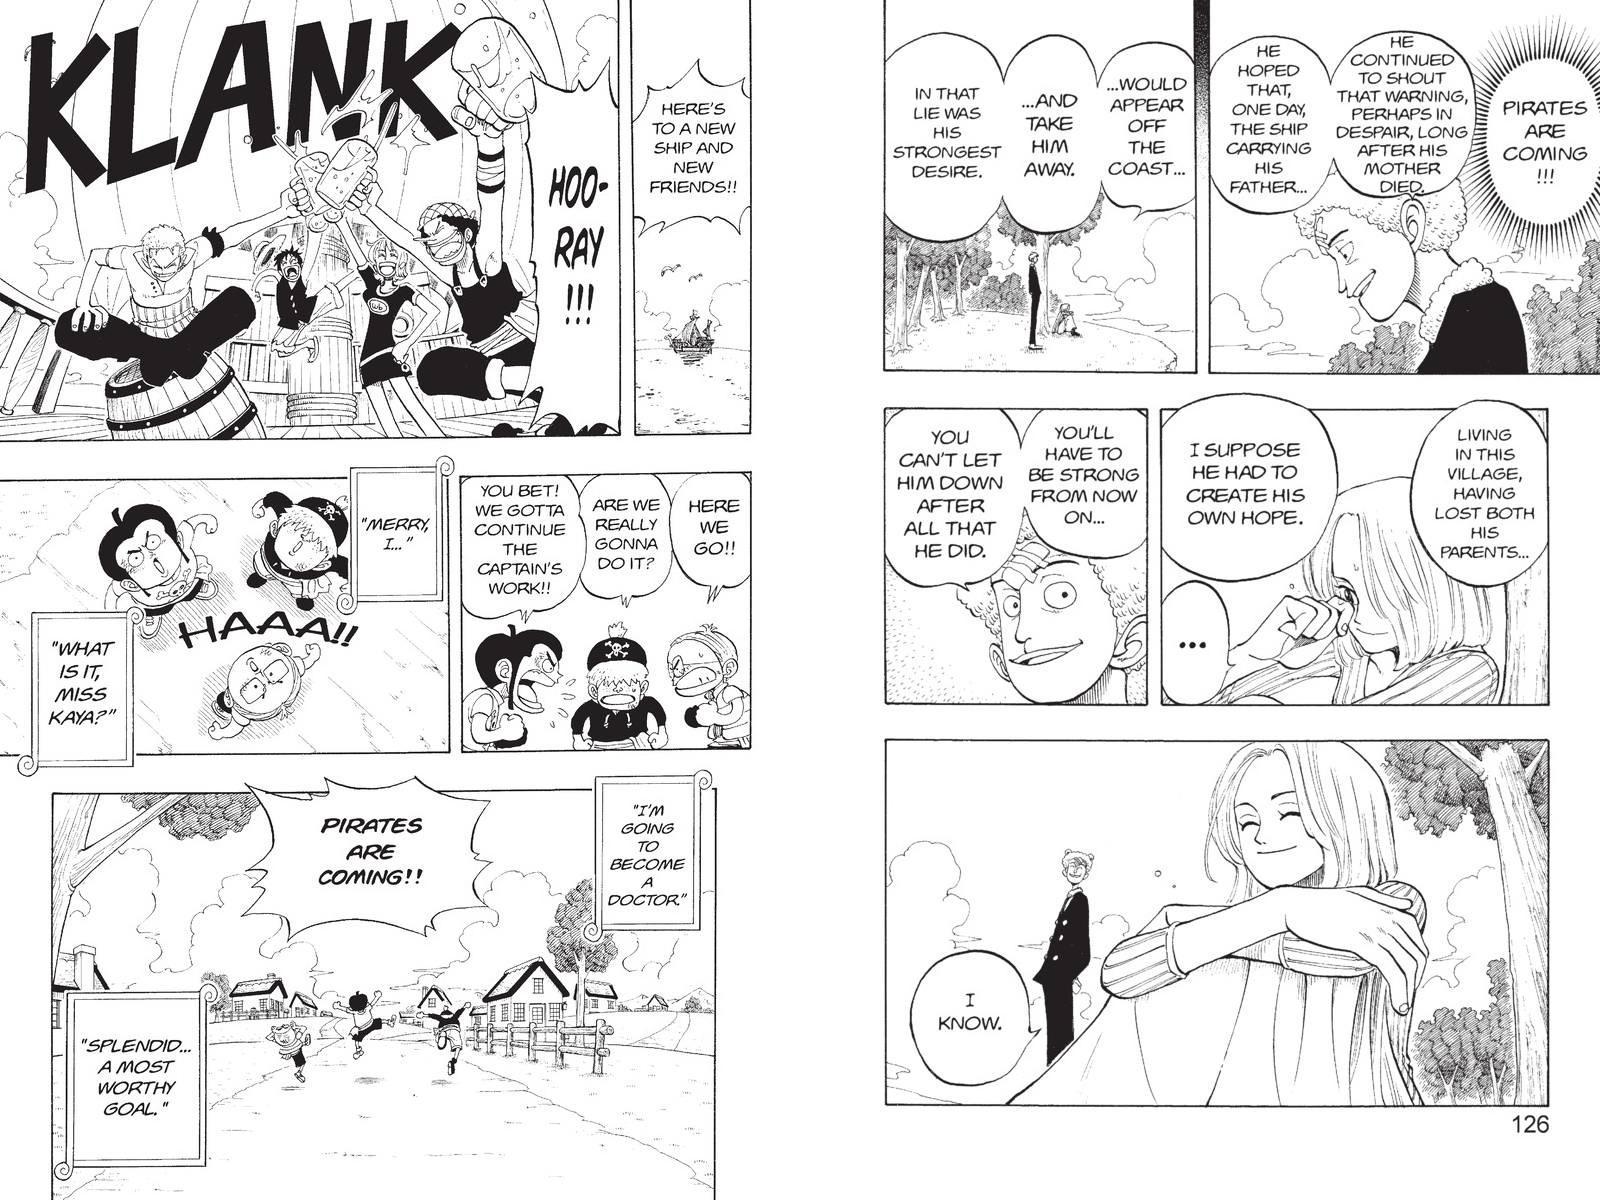 PIRATES
ARE
COMING
!!!
HE
CONTINUED
TO SHOUT
THAT WARNING,
PERHAPS IN
DESPAIR, LONG
AFTER HIS
MOTHER
DIED.
HE
HOPED
THAT,
ONE DAY,
THE SHIP
CARRYING
HIS
FATHER...
...WOULD
APPEAR
OFF
THE
COAST...
...AND
TAKE
HIM
AWAY.
IN THAT
LIE WAS
HIS
STRONGEST
DESIRE.
LIVING
IN THIS
VILLAGE,
HAVING
LOST BOTH
HIS
PARENTS...
I SUPPOSE
HE HAD TO
CREATE HIS
OWN HOPE.
...
YOU'LL
HAVE TO
BE STRONG
FROM NOW
ON...
YOU
CAN'T LET
HIM DOWN
AFTER
ALL THAT
HE DID.
I
KNOW.
126
HERE'S
TO A NEW
SHIP AND
NEW
FRIENDS!!
KLANK
HOO-
RAY
!!!
HERE
WE
GO!!
ARE WE
REALLY
GONNA
DO IT?
YOU BET!
WE GOTTA
CONTINUE
THE
CAPTAIN'S
WORK!!
"MERRY,
I..."
HAAA!!
"WHAT
IS IT,
MISS
KAYA?"
"I'M
GOING
TO
BECOME
A
DOCTOR."
PIRATES
ARE
COMING!!
"SPLENDID...
A MOST
WORTHY
GOAL."